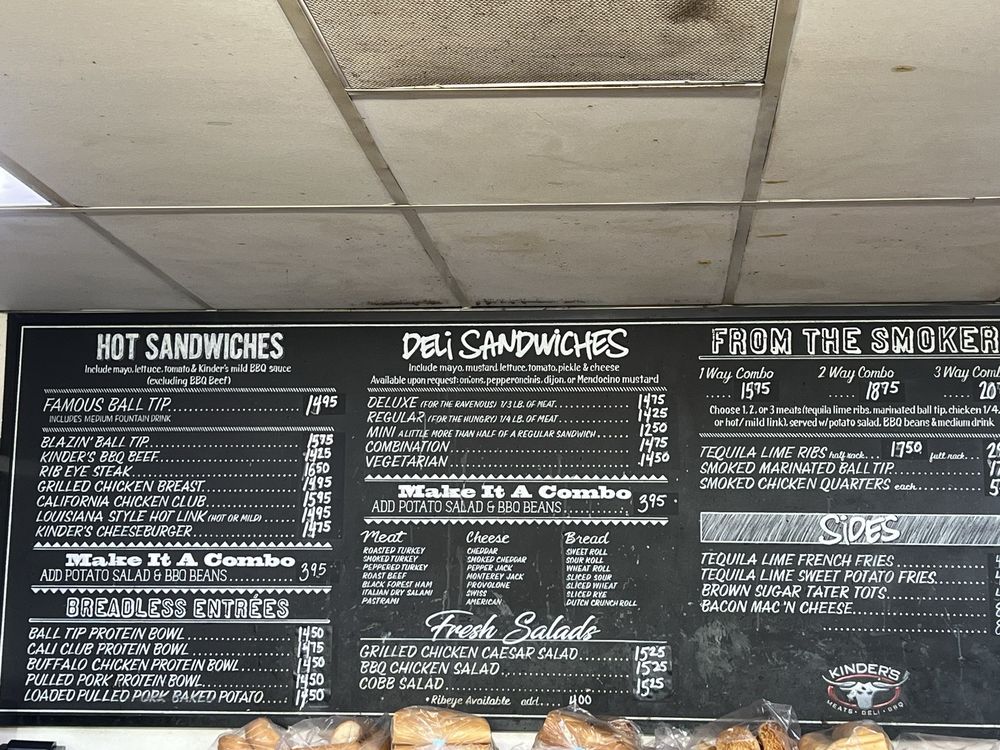 HOT SANDWICHES
Include mayo, lettuce, tomato & Kinder's mild BBQ sauce
(excluding BBQ Beef)
FAMOUS BALL TIP 1495
INCLUDES MEDIUM FOUNTAIN DRINK
BLAZIN' BALL TIP 1575
KINDER'S BBQ BEEF
RIB EYE STEAK 1650
GRILLED CHICKEN BREAST 1495
CALIFORNIA CHICKEN CLUB 1595
LOUISIANA STYLE HOT LINK (HOT OR MILD) 1495
KINDER'S CHEESEBURGER 1475
Make It A Combo
ADD POTATO SALAD & BBQ BEANS 395
BREADLESS ENTRÉES
BALL TIP PROTEIN BOWL 1450
CALI CLUB PROTEIN BOWL 1475
BUFFALO CHICKEN PROTEIN BOWL 1450
PULLED PORK PROTEIN BOWL 1450
LOADED PULLED PORK BAKED POTATO 1450
DELI SANDWICHES
Include mayo, mustard, lettuce, tomato, pickle & cheese
Available upon request: onions, pepperoncinis, dijon, or Mendocino mustard
DELUXE (FOR THE RAVENOUS) 1/3 LB. OF MEAT 1475
REGULAR (FOR THE HUNGRY) 1/4 LB. OF MEAT 1425
MINI A LITTLE MORE THAN HALF OF A REGULAR SANDWICH 1250
COMBINATION 1475
VEGETARIAN 1450
Make It A Combo
ADD POTATO SALAD & BBQ BEANS 395
Meat
ROASTED TURKEY
SMOKED TURKEY
PEPPERED TURKEY
ROAST BEEF
BLACK FOREST HAM
ITALIAN DRY SALAMI
PASTRAMI
Cheese
CHEDDAR
SMOKED CHEDDAR
PEPPER JACK
MONTEREY JACK
PROVOLONE
SWISS
AMERICAN
Bread
SWEET ROLL
SOUR ROLL
WHEAT ROLL
SLICED SOUR
SLICED WHEAT
SLICED RYE
DUTCH CRUNCH ROLL
Fresh Salads
GRILLED CHICKEN CAESAR SALAD 1525
BBQ CHICKEN SALAD 1525
COBB SALAD 1525
• Ribeye Available add.... 400
FROM THE SMOKER
1 Way Combo 2 Way Combo 3 Way Comb
1575 1875 20
Choose 1, 2, or 3 meats (tequila lime ribs, marinated ball tip, chicken 1/4,
or hot / mild link), served w/potato salad, BBQ beans & medium drink
TEQUILA LIME RIBS half rack.. 1750 full rack.
SMOKED MARINATED BALL TIP
SMOKED CHICKEN QUARTERS each
SIDES
TEQUILA LIME FRENCH FRIES
TEQUILA LIME SWEET POTATO FRIES
BROWN SUGAR TATER TOTS
BACON MAC 'N CHEESE
KINDER'S
MEATS • DELI • BBQ